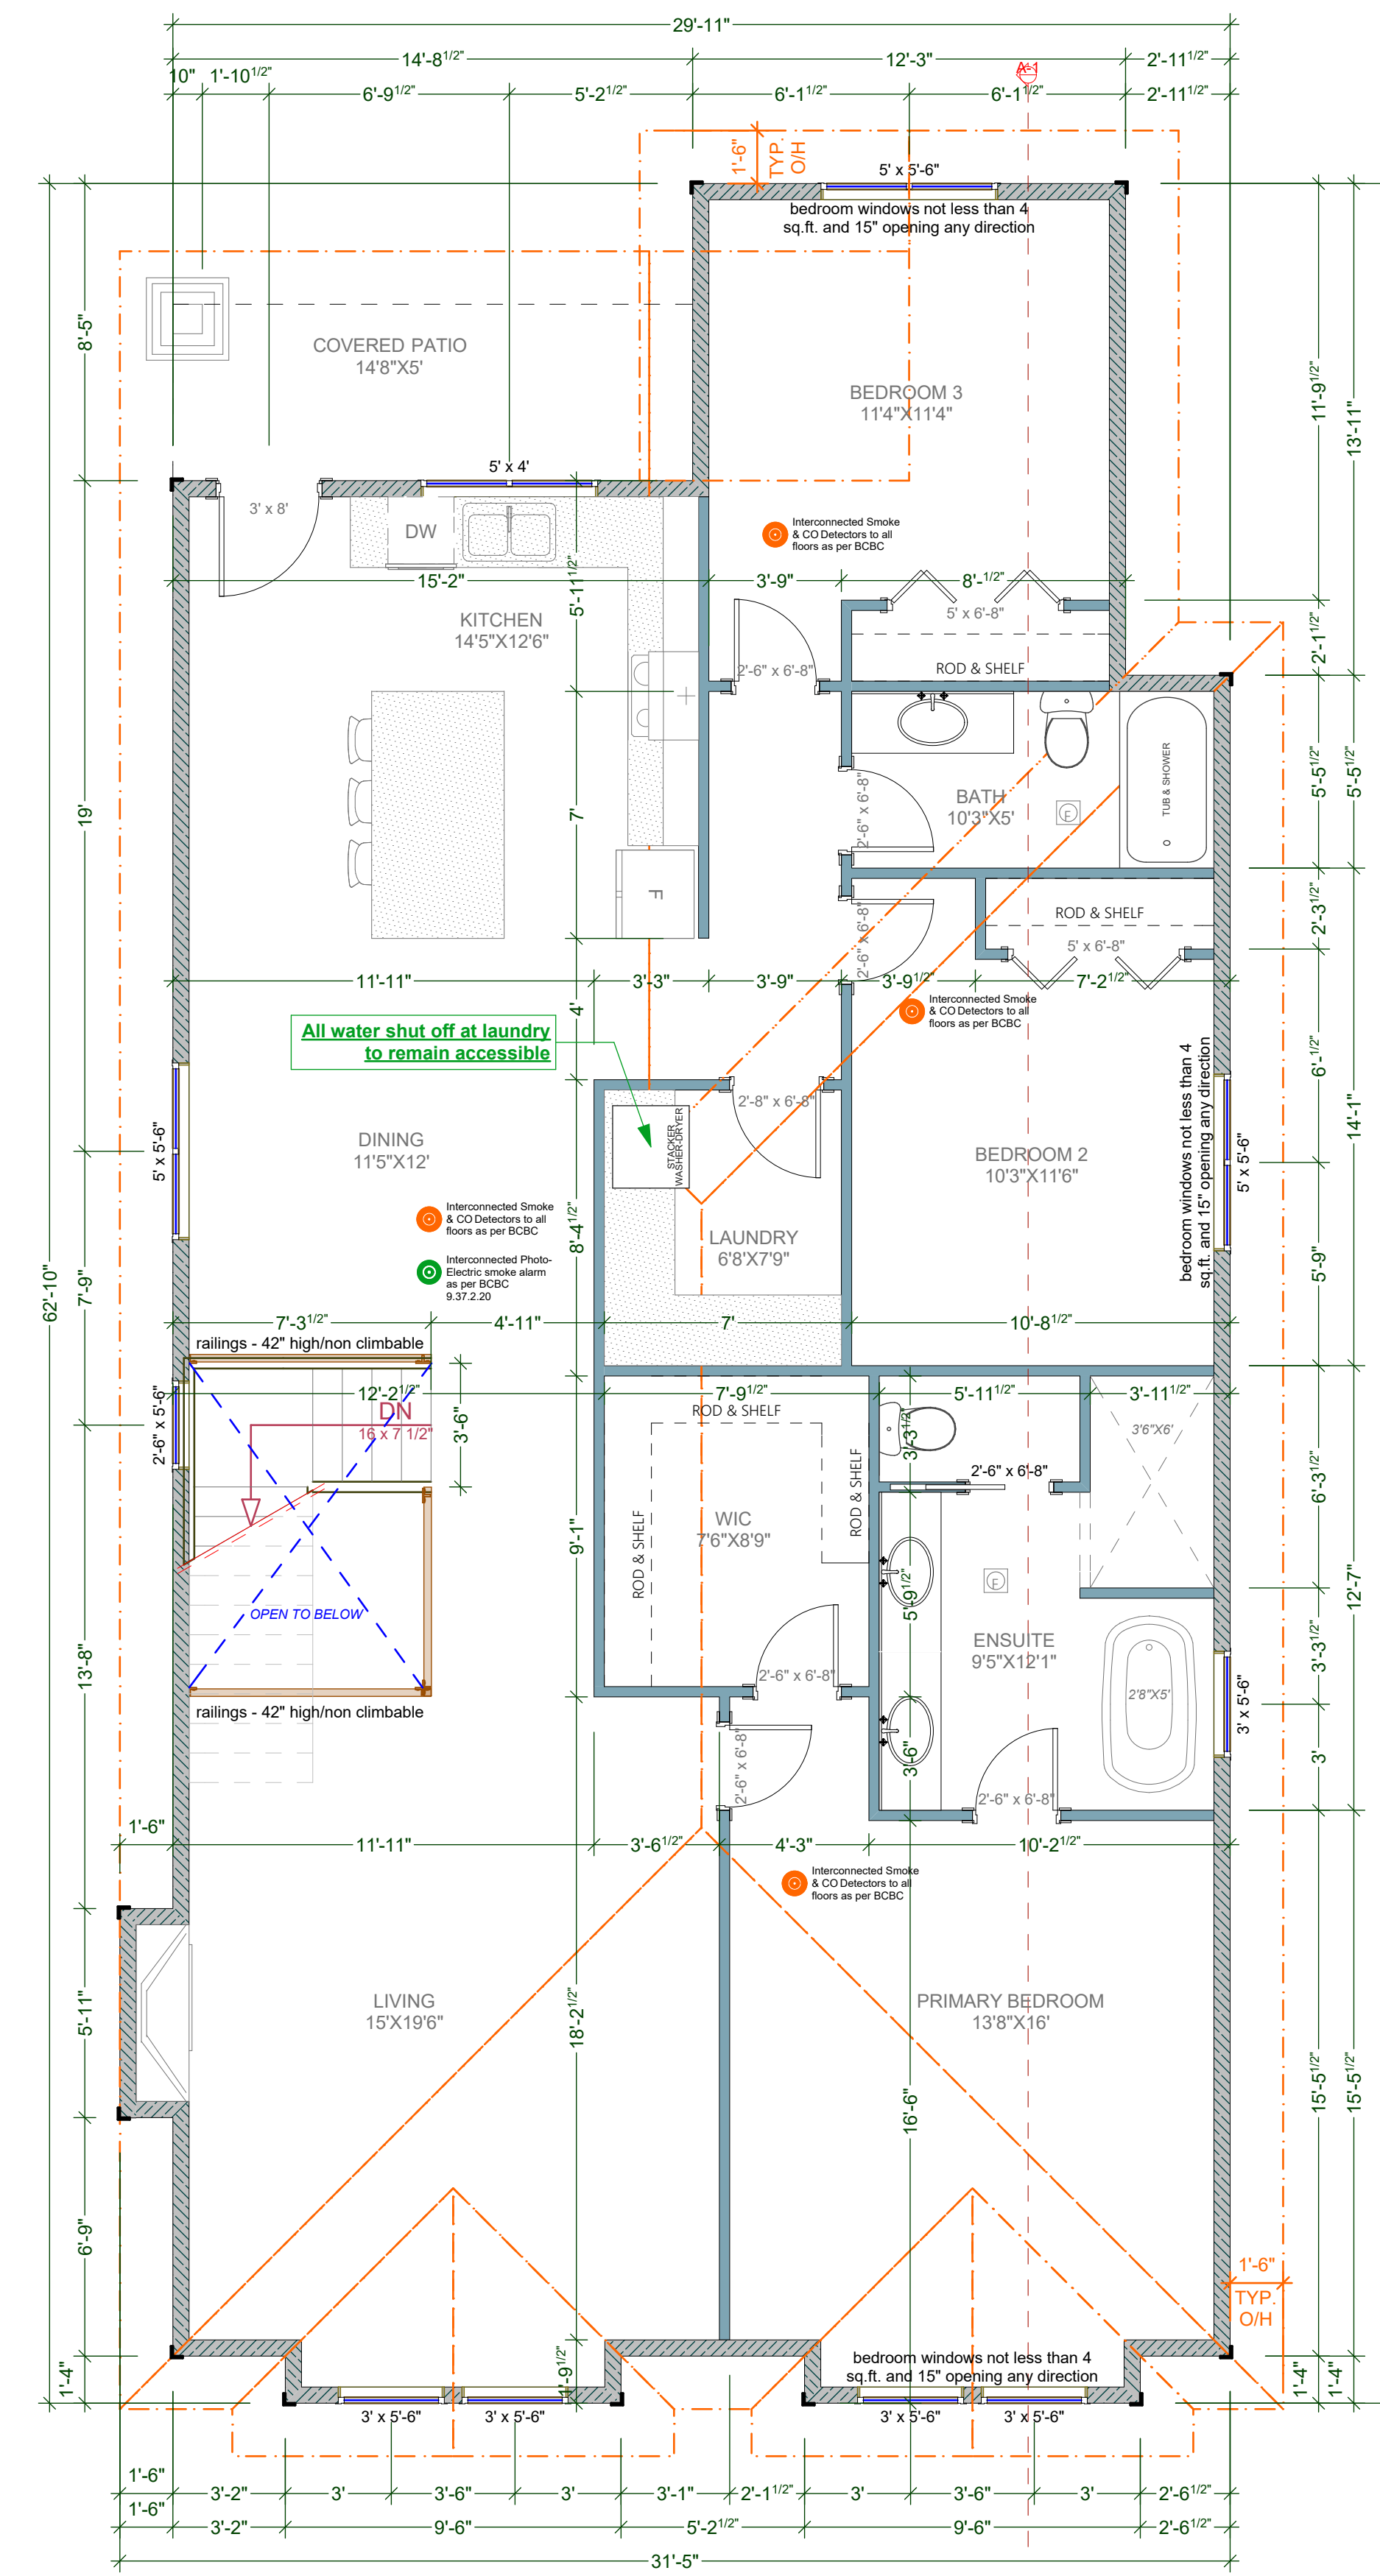 29'-11"
14'-8 1/2"
12'-3"
2'-11 1/2"
A-1
10"
1'-10 1/2"
6'-9 1/2"
5'-2 1/2"
6'-1 1/2"
6'-1 1/2"
2'-11 1/2"
1'-6"
TYP.
O/H
5' x 5'-6"
bedroom windows not less than 4
sq.ft. and 15" opening any direction
8'-5"
COVERED PATIO
14'8"X5'
BEDROOM 3
11'4"X11'4"
11'-9 1/2"
13'-11"
5' x 4'
3' x 8'
DW
Interconnected Smoke
& CO Detectors to all
floors as per BCBC
15'-2"
5'-11 1/2"
3'-9"
8'- 1/2"
KITCHEN
14'5"X12'6"
5' x 6'-8"
2'-1 1/2"
2'-6" x 6'-8"
ROD & SHELF
19'
7'
2'-6" x 6'-8"
BATH
10'3"X5'
F
TUB & SHOWER
5'-5 1/2"
5'-5 1/2"
F
2'-6" x 6'-8"
ROD & SHELF
5' x 6'-8"
2'-3 1/2"
11'-11"
3'-3"
3'-9"
3'-9 1/2"
7'-2 1/2"
4'
Interconnected Smoke
& CO Detectors to all
floors as per BCBC
All water shut off at laundry
to remain accessible
6'- 1/2"
2'-8" x 6'-8"
STACKER
WASHER-DRYER
bedroom windows not less than 4
sq.ft. and 15" opening any direction
14'-1"
5' x 5'-6"
DINING
11'5"X12'
BEDROOM 2
10'3"X11'6"
5' x 5'-6"
Interconnected Smoke
& CO Detectors to all
floors as per BCBC
8'-4 1/2"
LAUNDRY
6'8'X7'9"
5'-9"
Interconnected Photo-
Electric smoke alarm
as per BCBC
9.37.2.20
62'-10"
7'-9"
7'-3 1/2"
4'-11"
7'
10'-8 1/2"
railings - 42" high/non climbable
2'-6" x 5'-6"
12'-2 1/2"
7'-9 1/2"
5'-11 1/2"
3'-11 1/2"
DN
16 x 7 1/2"
3'-6"
ROD & SHELF
3'-3 1/2"
3'6"X6'
2'-6" x 6'-8"
6'-3 1/2"
ROD & SHELF
ROD & SHELF
WIC
7'6"X8'9"
9'-1"
5'-9 1/2"
F
12'-7"
OPEN TO BELOW
ENSUITE
9'5"X12'1"
13'-8"
2'-6" x 6'-8"
2'8"X5'
3'-3 1/2"
3' x 5'-6"
railings - 42" high/non climbable
2'-6" x 6'-8"
3'-6"
3'
2'-6" x 6'-8"
1'-6"
11'-11"
3'-6 1/2"
4'-3"
10'-2 1/2"
Interconnected Smoke
& CO Detectors to all
floors as per BCBC
5'-11"
LIVING
15'X19'6"
18'-2 1/2"
PRIMARY BEDROOM
13'8"X16'
16'-6"
15'-5 1/2"
15'-5 1/2"
6'-9"
1'-6"
TYP.
O/H
1'-4"
1'-9 1/2"
bedroom windows not less than 4
sq.ft. and 15" opening any direction
1'-4"
1'-4"
3' x 5'-6"
3' x 5'-6"
3' x 5'-6"
3' x 5'-6"
1'-6"
3'-2"
3'
3'-6"
3'
3'-1"
2'-1 1/2"
3'
3'-6"
3'
2'-6 1/2"
1'-6"
3'-2"
9'-6"
5'-2 1/2"
9'-6"
2'-6 1/2"
31'-5"